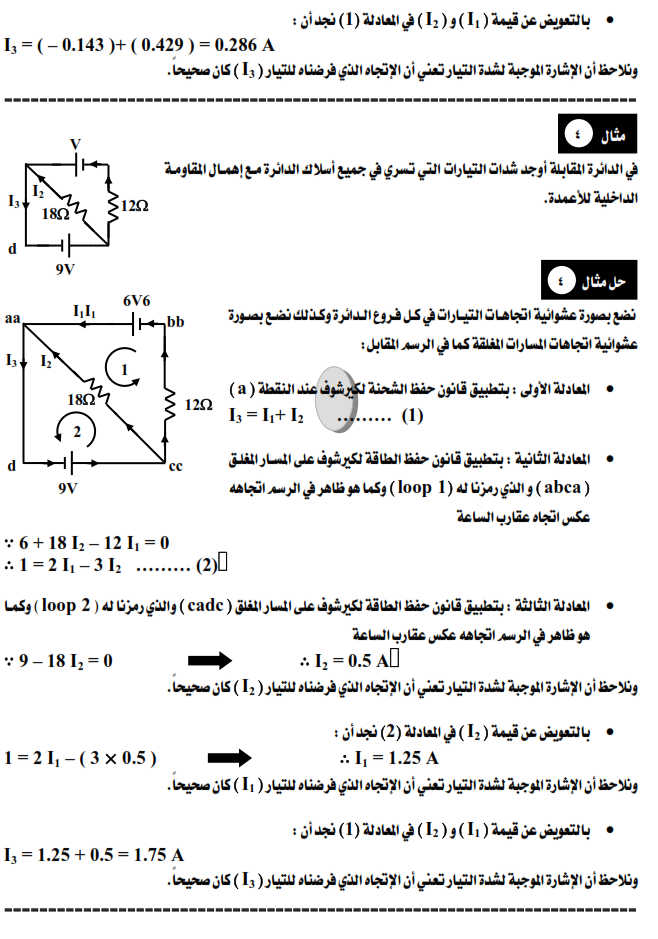 • بالتعويض عن قيمة ( I₁ ) و ( I₂ ) في المعادلة (1) نجد أن :
I₃ = ( – 0.143 )+ ( 0.429 ) = 0.286 A
ونلاحظ أن الإشارة الموجبة لشدة التيار تعني أن الإتجاه الذي فرضناه للتيار ( I₃ ) كان صحيحاً.
مثال ٤
في الدائرة المقابلة أوجد شدات التيارات التي تسري في جميع أسلاك الدائرة مع إهمال المقاومة
الداخلية للأعمدة.
V
I₃
I₂
18Ω
12Ω
d
9V
حل مثال ٤
نضع بصورة عشوائية اتجاهات التيارات في كل فروع الدائرة وكذلك نضع بصورة
عشوائية اتجاهات المسارات المغلقة كما في الرسم المقابل:
aa
I₁I₁
6V6
bb
I₃
I₂
1
18Ω
12Ω
2
d
cc
9V
• المعادلة الأولى : بتطبيق قانون حفظ الشحنة لكيرشوف عند النقطة ( a )
I₃ = I₁+ I₂ ......... (1)
• المعادلة الثانية : بتطبيق قانون حفظ الطاقة لكيرشوف على المسار المغلق
( abca ) و الذي رمزنا له ( loop 1 ) وكما هو ظاهر في الرسم اتجاهه
عكس اتجاه عقارب الساعة
∵ 6 + 18 I₂ – 12 I₁ = 0
∴ 1 = 2 I₁ – 3 I₂ ......... (2)
• المعادلة الثالثة : بتطبيق قانون حفظ الطاقة لكيرشوف على المسار المغلق ( cadc ) والذي رمزنا له ( loop 2 ) وكما
هو ظاهر في الرسم اتجاهه عكس عقارب الساعة
∵ 9 – 18 I₂ = 0 ∴ I₂ = 0.5 A
ونلاحظ أن الإشارة الموجبة لشدة التيار تعني أن الإتجاه الذي فرضناه للتيار ( I₂ ) كان صحيحاً.
• بالتعويض عن قيمة ( I₂ ) في المعادلة (2) نجد أن :
1 = 2 I₁ – ( 3 × 0.5 ) ∴ I₁ = 1.25 A
ونلاحظ أن الإشارة الموجبة لشدة التيار تعني أن الإتجاه الذي فرضناه للتيار ( I₁ ) كان صحيحاً.
• بالتعويض عن قيمة ( I₁ ) و ( I₂ ) في المعادلة (1) نجد أن :
I₃ = 1.25 + 0.5 = 1.75 A
ونلاحظ أن الإشارة الموجبة لشدة التيار تعني أن الإتجاه الذي فرضناه للتيار ( I₃ ) كان صحيحاً.